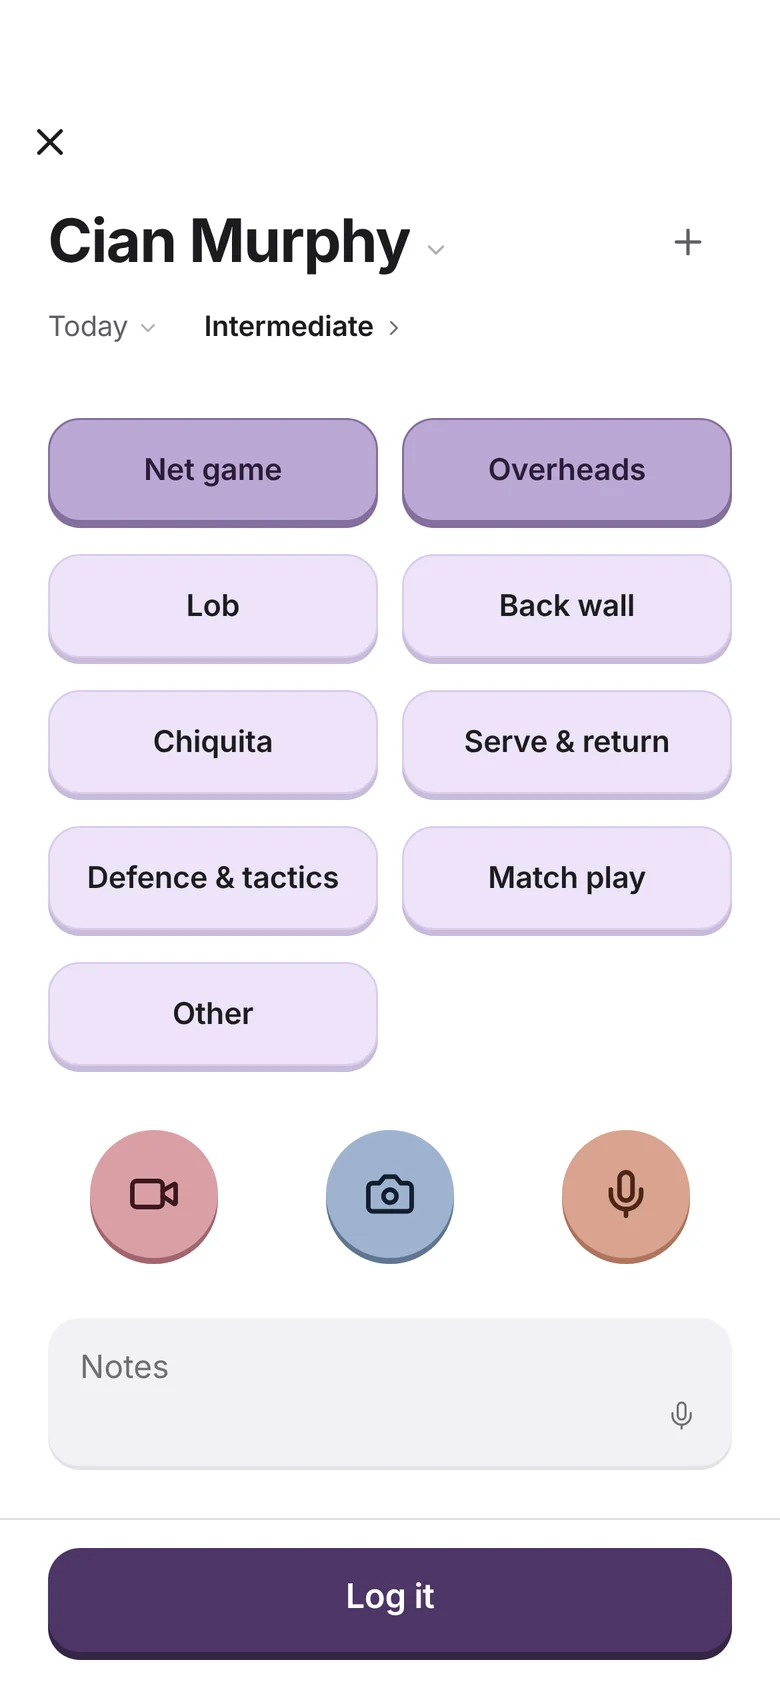 Cian Murphy
Today Intermediate
Net game Overheads
Lob Back wall
Chiquita Serve & return
Defence & tactics Match play
Other
Notes
Log it